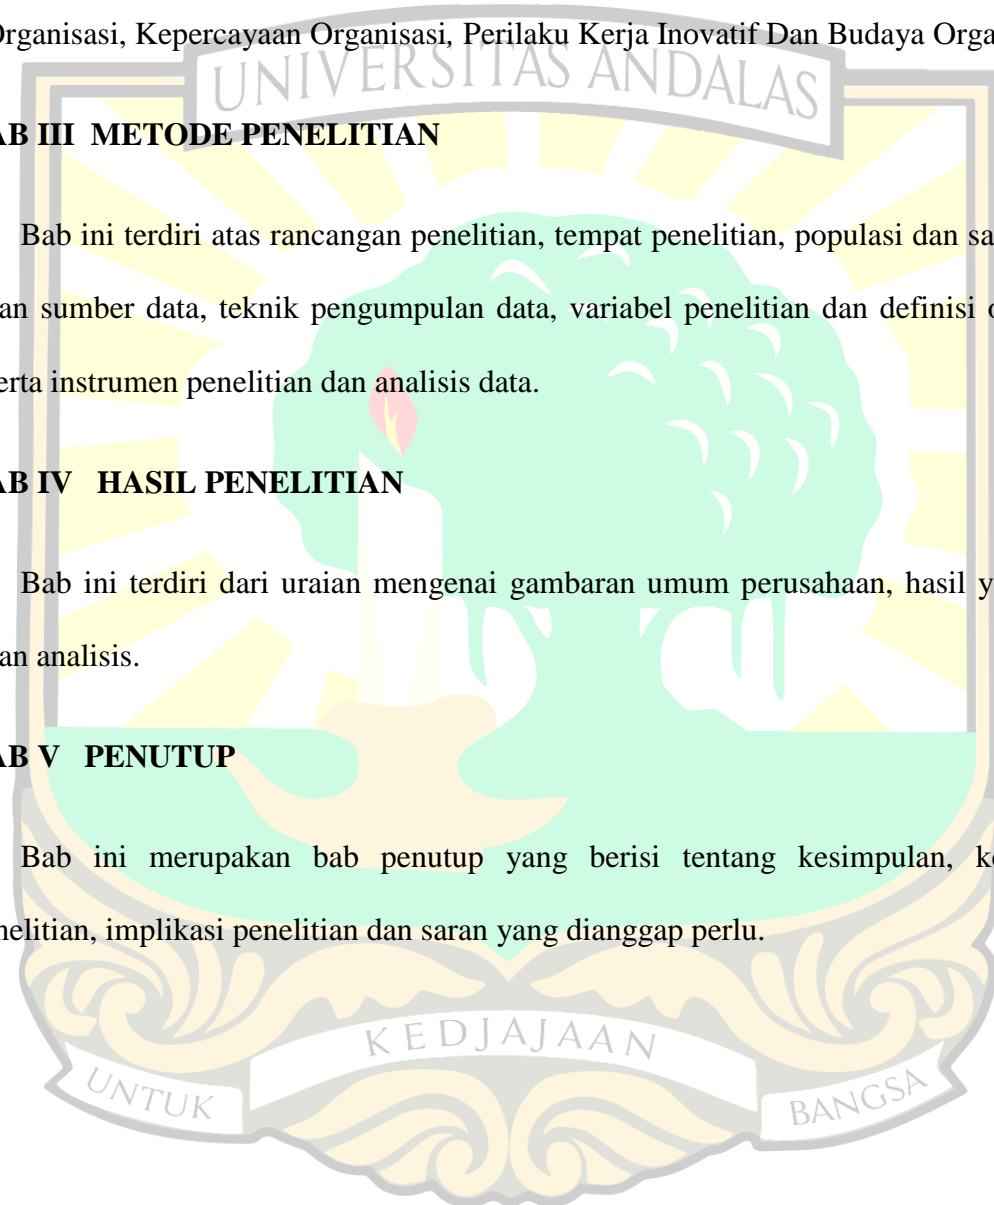 Organisasi, Kepercayaan Organisasi, Perilaku Kerja Inovatif Dan Budaya Orga
UNIVERSITAS ANDALAS
AB III METODE PENELITIAN
Bab ini terdiri atas rancangan penelitian, tempat penelitian, populasi dan sa
an sumber data, teknik pengumpulan data, variabel penelitian dan definisi o
erta instrumen penelitian dan analisis data.
AB IV HASIL PENELITIAN
Bab ini terdiri dari uraian mengenai gambaran umum perusahaan, hasil y
an analisis.
AB V PENUTUP
Bab ini merupakan bab penutup yang berisi tentang kesimpulan, ke
nelitian, implikasi penelitian dan saran yang dianggap perlu.
UNTUK KEDJAJAAN BANGSA